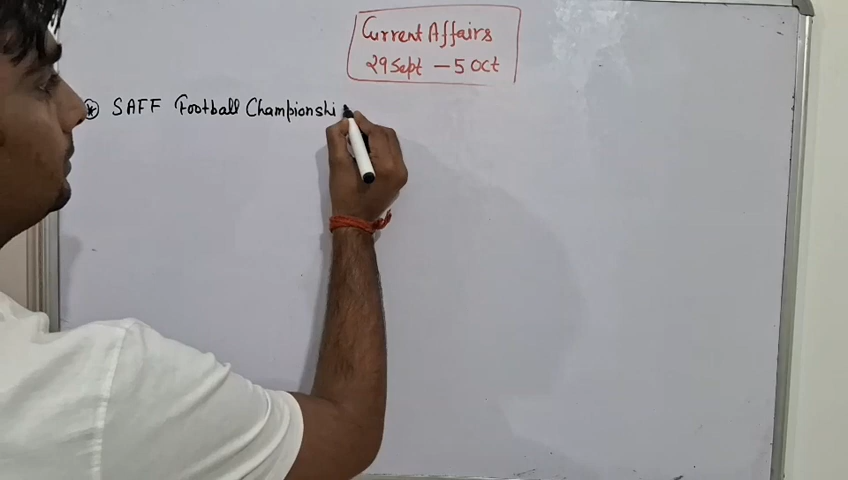 Current Affairs
29 Sept — 5 Oct
SAFF Football Championshi